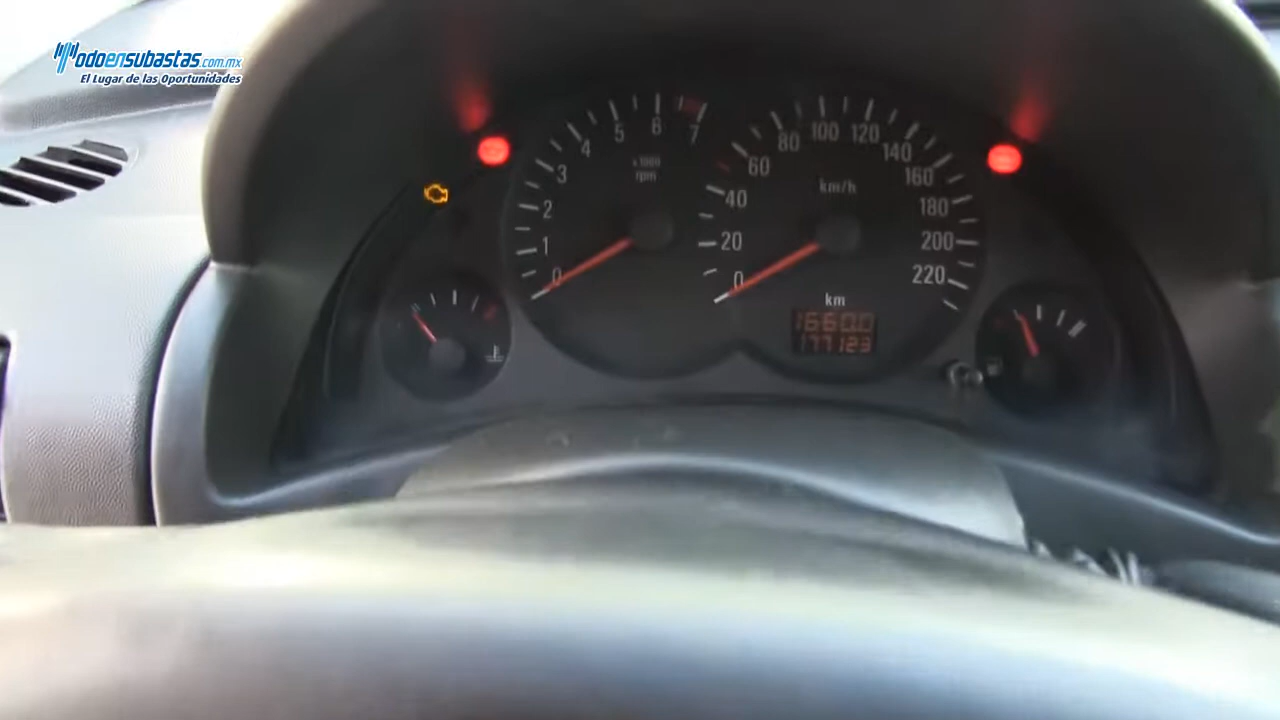 Todoensubastas.com.mx
El Lugar de las Oportunidades
0 1 2 3 4 5 6 7
x1000
rpm
0 20 40 60 80 100 120 140 160 180 200 220
km/h
km
1660.0
177123